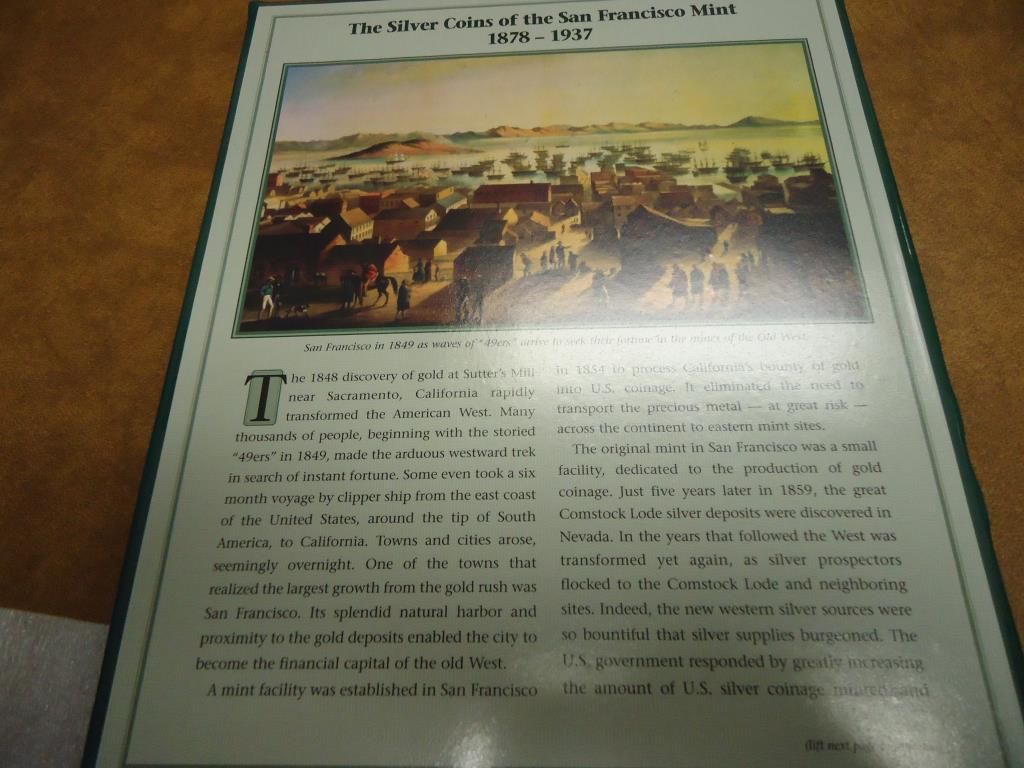 The Silver Coins of the San Francisco Mint
1878 – 1937
San Francisco in 1849 as waves of "49ers" arrive to seek their fortune in the mines of the Old West.
The 1848 discovery of gold at Sutter's Mill
near Sacramento, California rapidly
transformed the American West. Many
thousands of people, beginning with the storied
"49ers" in 1849, made the arduous westward trek
in search of instant fortune. Some even took a six
month voyage by clipper ship from the east coast
of the United States, around the tip of South
America, to California. Towns and cities arose,
seemingly overnight. One of the towns that
realized the largest growth from the gold rush was
San Francisco. Its splendid natural harbor and
proximity to the gold deposits enabled the city to
become the financial capital of the old West.
A mint facility was established in San Francisco
in 1854 to process California's bounty of gold
into U.S. coinage. It eliminated the need to
transport the precious metal — at great risk —
across the continent to eastern mint sites.
The original mint in San Francisco was a small
facility, dedicated to the production of gold
coinage. Just five years later in 1859, the great
Comstock Lode silver deposits were discovered in
Nevada. In the years that followed the West was
transformed yet again, as silver prospectors
flocked to the Comstock Lode and neighboring
sites. Indeed, the new western silver sources were
so bountiful that silver supplies burgeoned. The
U.S. government responded by greatly increasing
the amount of U.S. silver coinage minted and
(lift next page